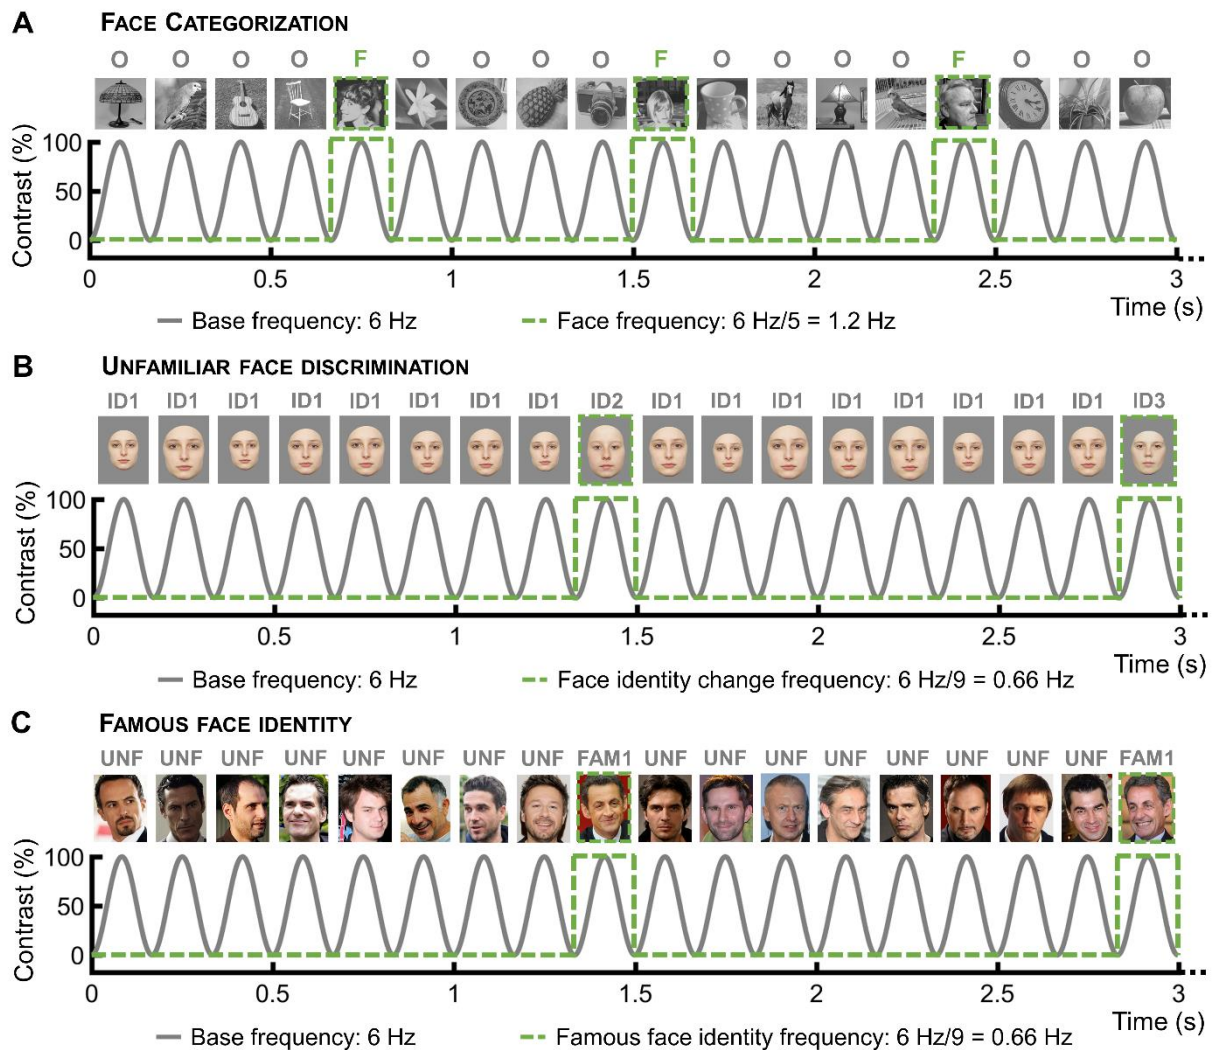 A FACE CATEGORIZATION
O O O O F O O O O F O O O O F O O O
Contrast (%)
100
50
0
0 0.5 1 1.5 2 2.5 3
Time (s)
Base frequency: 6 Hz Face frequency: 6 Hz/5 = 1.2 Hz
B UNFAMILIAR FACE DISCRIMINATION
ID1 ID1 ID1 ID1 ID1 ID1 ID1 ID1 ID2 ID1 ID1 ID1 ID1 ID1 ID1 ID1 ID1 ID3
Contrast (%)
100
50
0
0 0.5 1 1.5 2 2.5 3
Time (s)
Base frequency: 6 Hz Face identity change frequency: 6 Hz/9 = 0.66 Hz
C FAMOUS FACE IDENTITY
UNF UNF UNF UNF UNF UNF UNF UNF FAM1 UNF UNF UNF UNF UNF UNF UNF UNF FAM1
Contrast (%)
100
50
0
0 0.5 1 1.5 2 2.5 3
Time (s)
Base frequency: 6 Hz Famous face identity frequency: 6 Hz/9 = 0.66 Hz